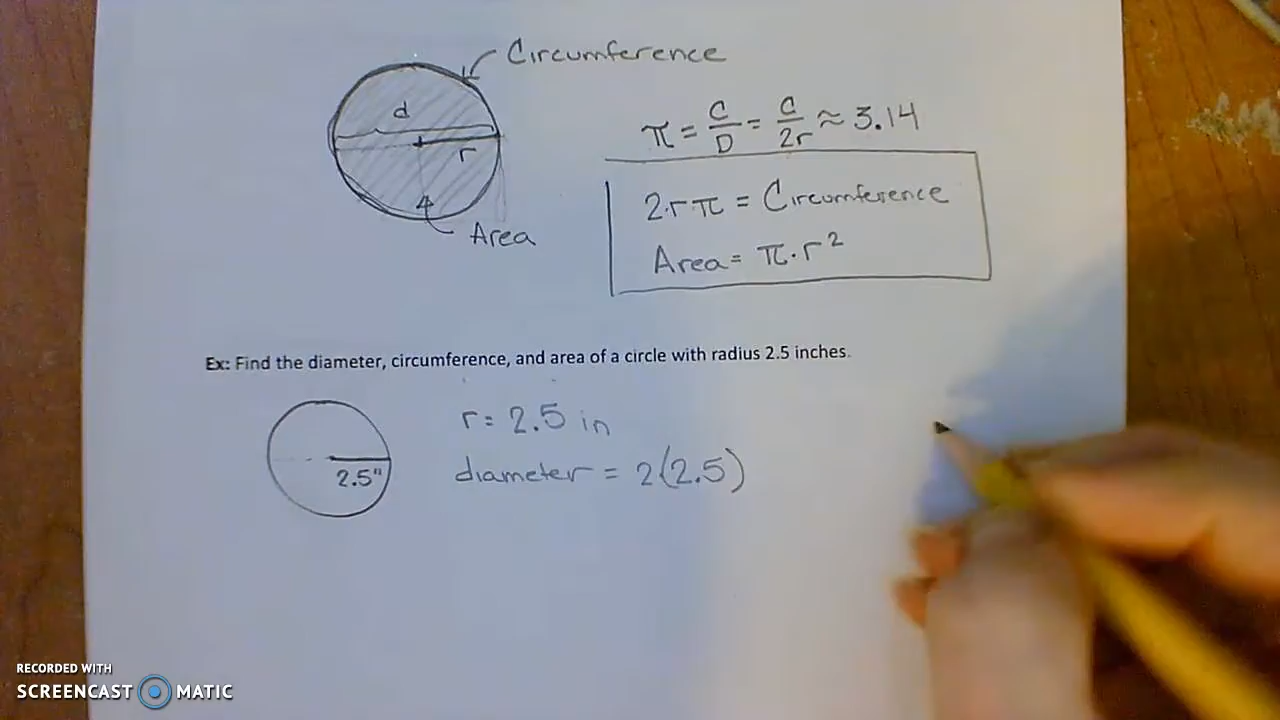 Circumference
d
r
Area
π = C/D = C/2r ≈ 3.14
2·r·π = Circumference
Area = π·r²
Ex: Find the diameter, circumference, and area of a circle with radius 2.5 inches.
2.5"
r = 2.5 in
diameter = 2(2.5)
RECORDED WITH
SCREENCAST MATIC